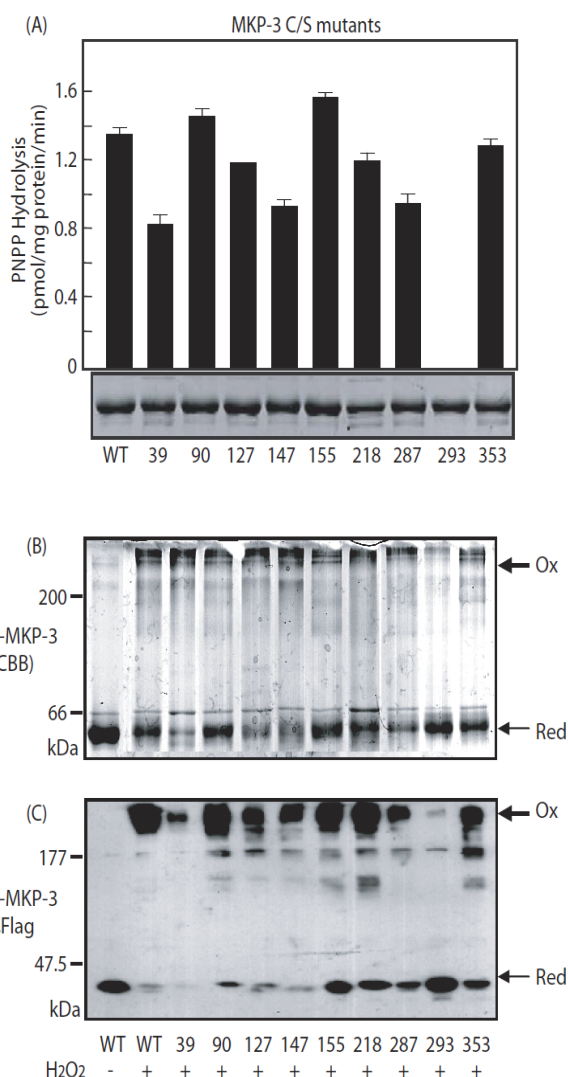 (A) MKP-3 C/S mutants
PNPP Hydrolysis
(pmol/mg protein/min)
1.6
1.2
0.8
0.4
0
WT 39 90 127 147 155 218 287 293 353
(B)
Ox
200
-MKP-3
CBB)
66
Red
kDa
(C)
Ox
177
-MKP-3
Flag
47.5
Red
kDa
WT WT 39 90 127 147 155 218 287 293 353
H2O2 - + + + + + + + + + +